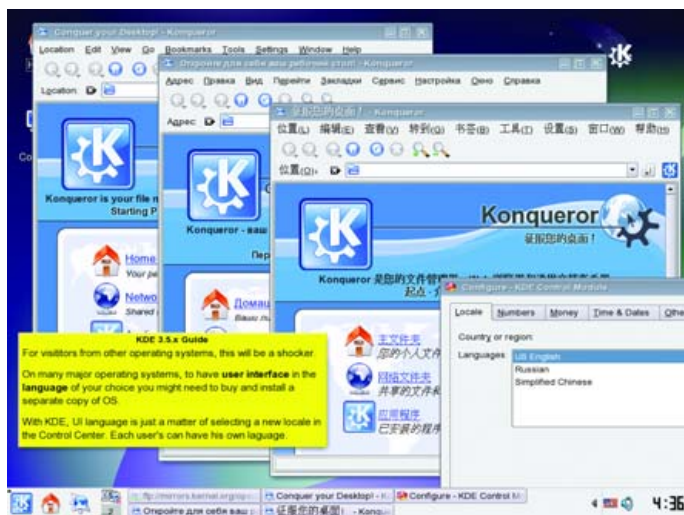 Conquer your Desktop! - Konqueror
Location Edit View Go Bookmarks Tools Settings Window Help
Location:
Konqueror is your file
Starting P
Home
Your pe
Netwo
Shared
Откройте для себя ваш рабочий стол! - Konqueror
Адрес Правка Вид Перейти Закладки Сервис Настройка Окно Справка
Адрес:
Konqueror - ваш
Пер
Домаш
征服您的桌面! - Konqueror
位置(L) 编辑(E) 查看(V) 转到(G) 书签(B) 工具(T) 设置(S) 窗口(W) 帮助(H)
位置(O):
Konqueror
征服您的桌面!
Konqueror 是您的文件管理器
起点
主文件夹
您的个人文件
网络文件夹
共享的文件和
应用程序
已安装的程序
Configure - KDE Control Module
Locale Numbers Money Time & Dates Othe
Country or region:
Languages:
US English
Russian
Simplified Chinese
KDE 3.5.x Guide
For visititors from other operating systems, this will be a shocker.
On many major operating systems, to have user interface in the
language of your choice you might need to buy and install a
separate copy of OS.
With KDE, UI language is just a matter of selecting a new locale in
the Control Center. Each user's can have his own laguage.
Conquer your Desktop! - K
Configure - KDE Control M
Откройте для себя ваш
征服您的桌面! - Konq
4:36